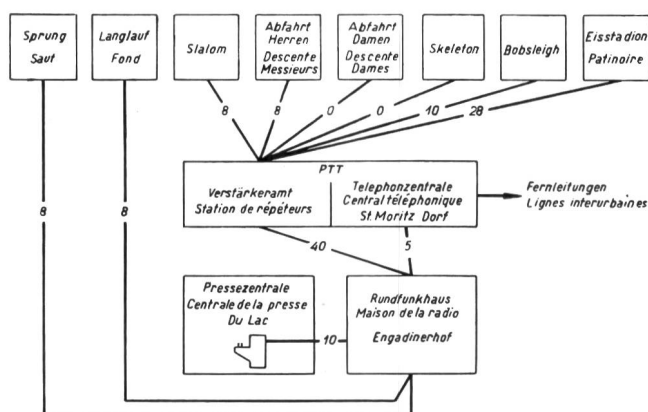 Sprung
Saut
Langlauf
Fond
Slalom
Abfahrt
Herren
Descente
Messieurs
Abfahrt
Damen
Descente
Dames
Skeleton
Bobsleigh
Eisstadion
Patinoire
8
8
0
0
10
28
PTT
Verstärkeramt
Station de répéteurs
Telephonzentrale
Central téléphonique
St. Moritz Dorf
Fernleitungen
Lignes interurbaines
8
8
40
5
Pressezentrale
Centrale de la presse
Du Lac
10
Rundfunkhaus
Maison de la radio
Engadinerhof